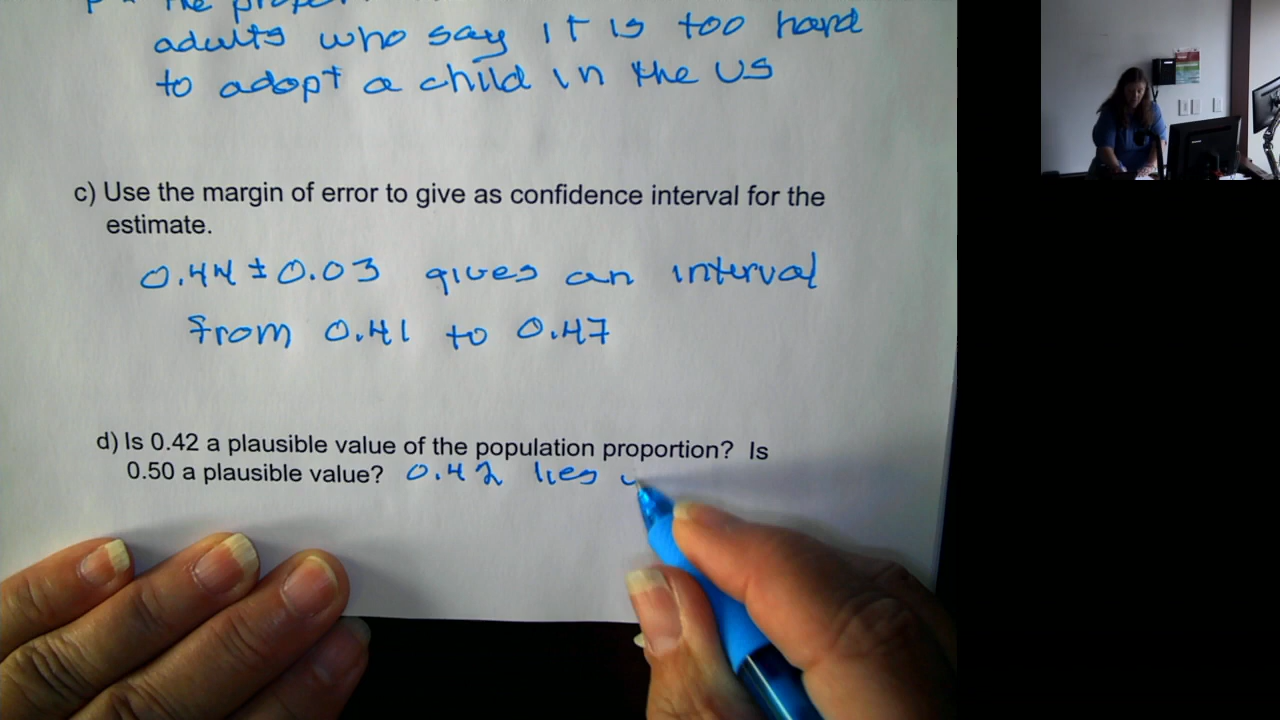 adults who say it is too hard
to adopt a child in the US
c) Use the margin of error to give as confidence interval for the
estimate.
0.44 ± 0.03 gives an interval
from 0.41 to 0.47
d) Is 0.42 a plausible value of the population proportion? Is
0.50 a plausible value? 0.42 lies